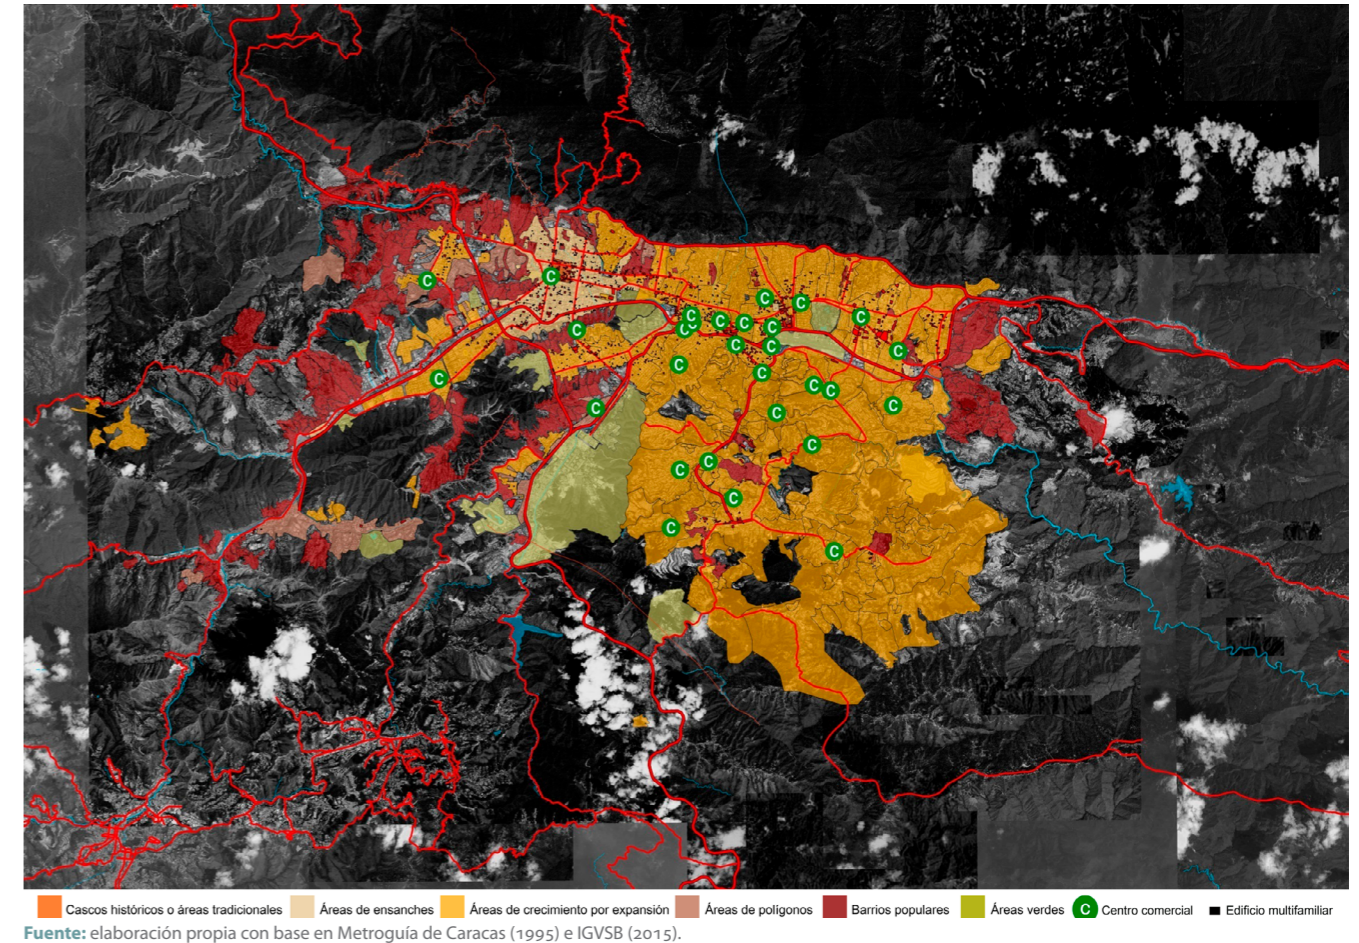 Cascos históricos o áreas tradicionales Áreas de ensanches Áreas de crecimiento por expansión Áreas de polígonos Barrios populares Áreas verdes C Centro comercial Edificio multifamiliar
Fuente: elaboración propia con base en Metroguía de Caracas (1995) e IGVSB (2015).